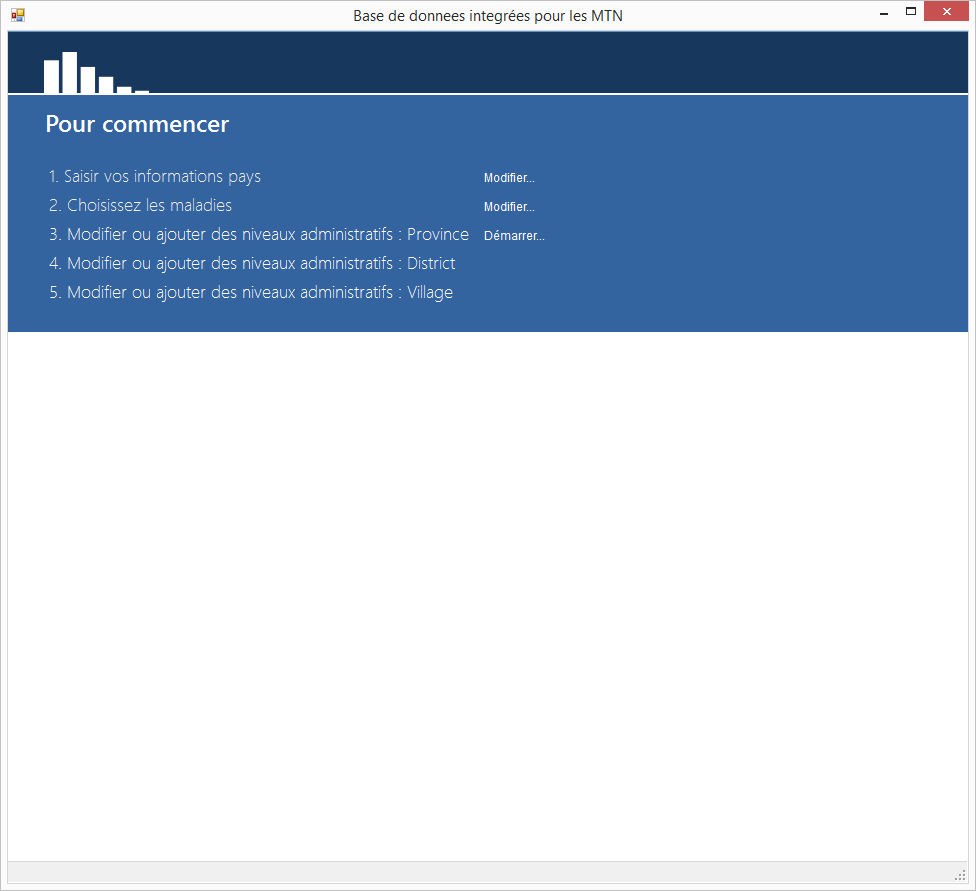 Base de donnees integrées pour les MTN
Pour commencer
1. Saisir vos informations pays Modifier...
2. Choisissez les maladies Modifier...
3. Modifier ou ajouter des niveaux administratifs : Province Démarrer...
4. Modifier ou ajouter des niveaux administratifs : District
5. Modifier ou ajouter des niveaux administratifs : Village